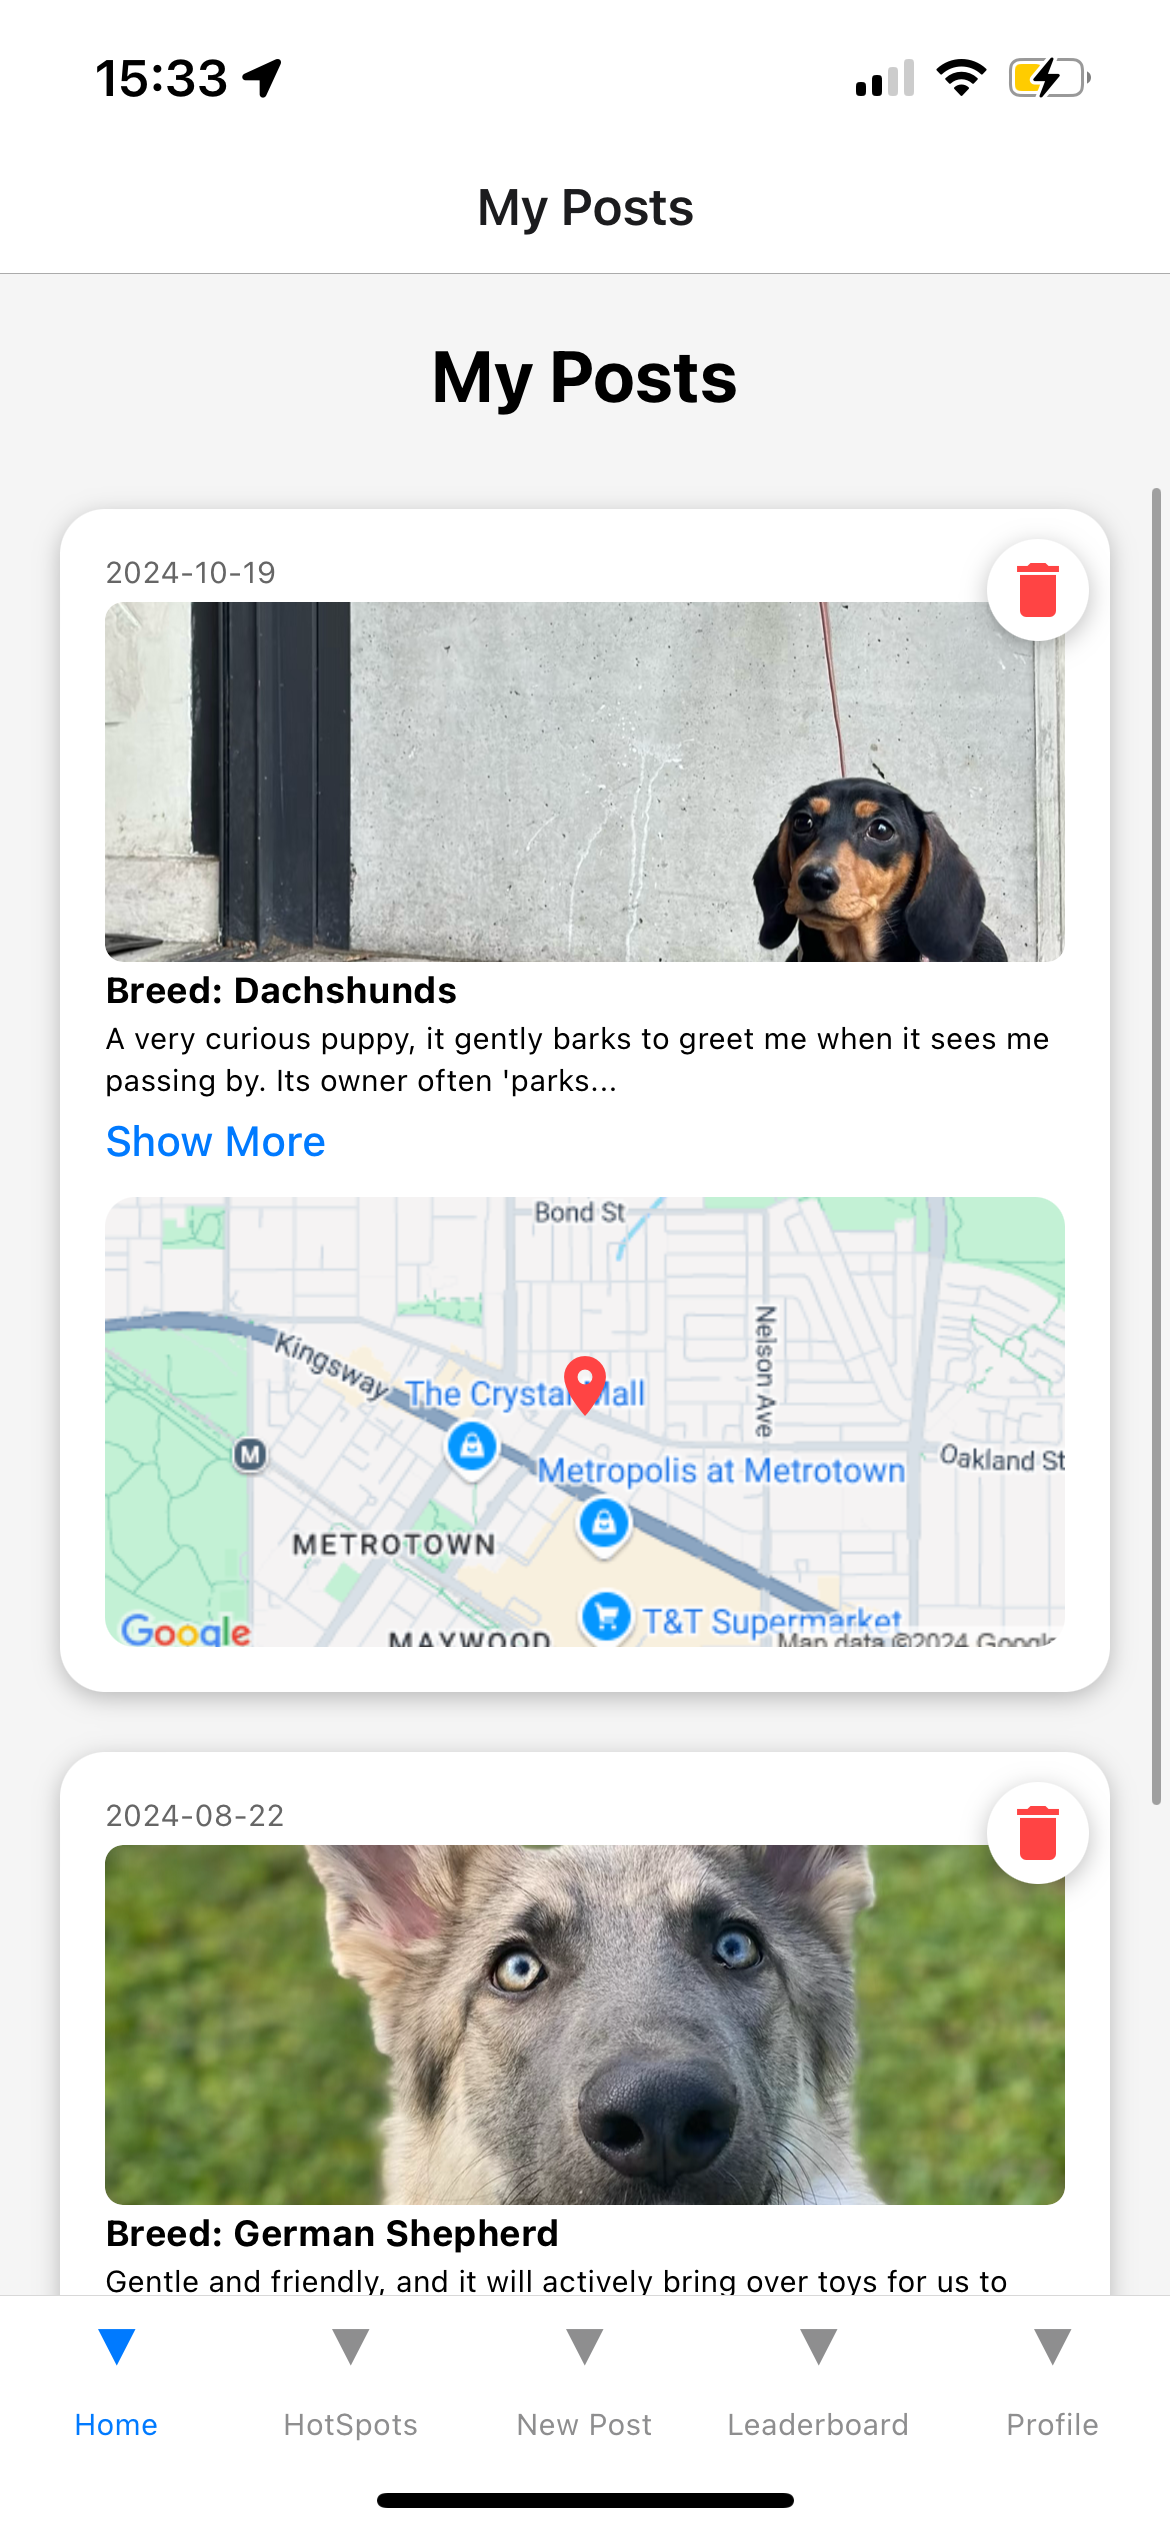 15:33
My Posts
My Posts
2024-10-19
Breed: Dachshunds
A very curious puppy, it gently barks to greet me when it sees me
passing by. Its owner often 'parks...
Show More
Bond St
Kingsway
Nelson Ave
The Crystal Mall
M
Metropolis at Metrotown
Oakland St
METROTOWN
T&T Supermarket
Google
MAYWOOD
Map data ©2024 Google
2024-08-22
Breed: German Shepherd
Gentle and friendly, and it will actively bring over toys for us to
Home
HotSpots
New Post
Leaderboard
Profile